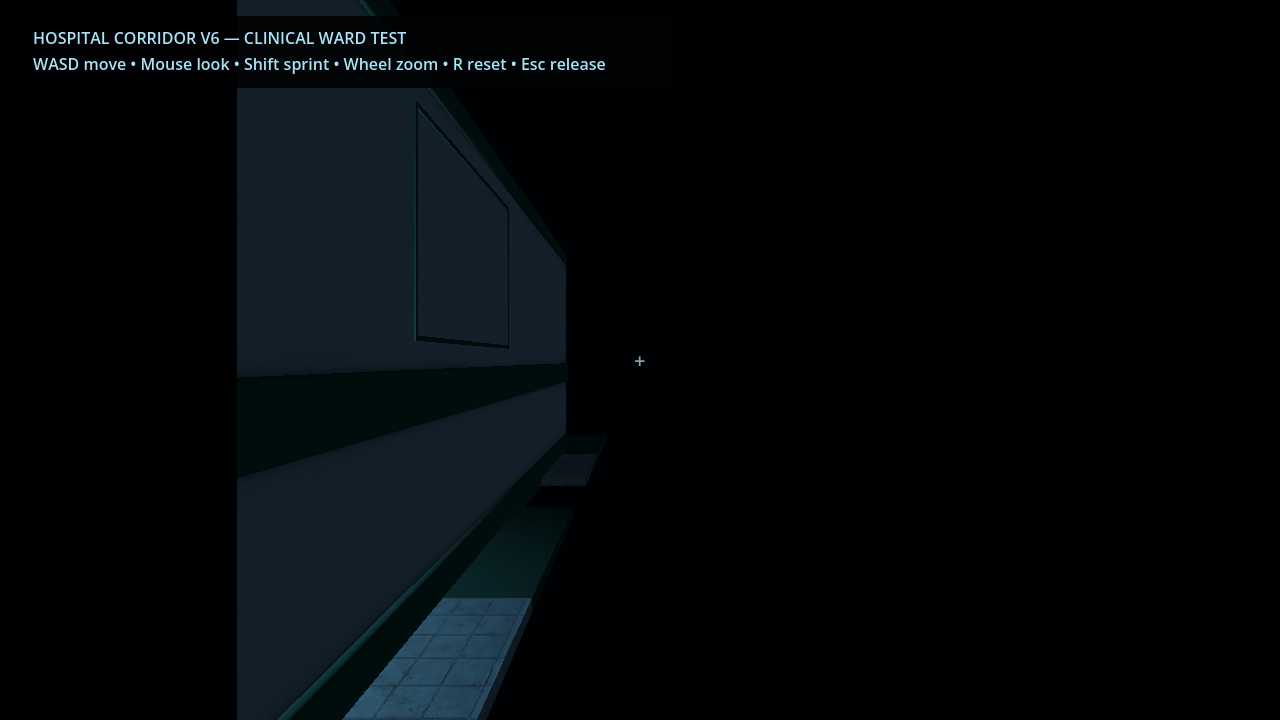 HOSPITAL CORRIDOR V6 — CLINICAL WARD TEST
WASD move • Mouse look • Shift sprint • Wheel zoom • R reset • Esc release